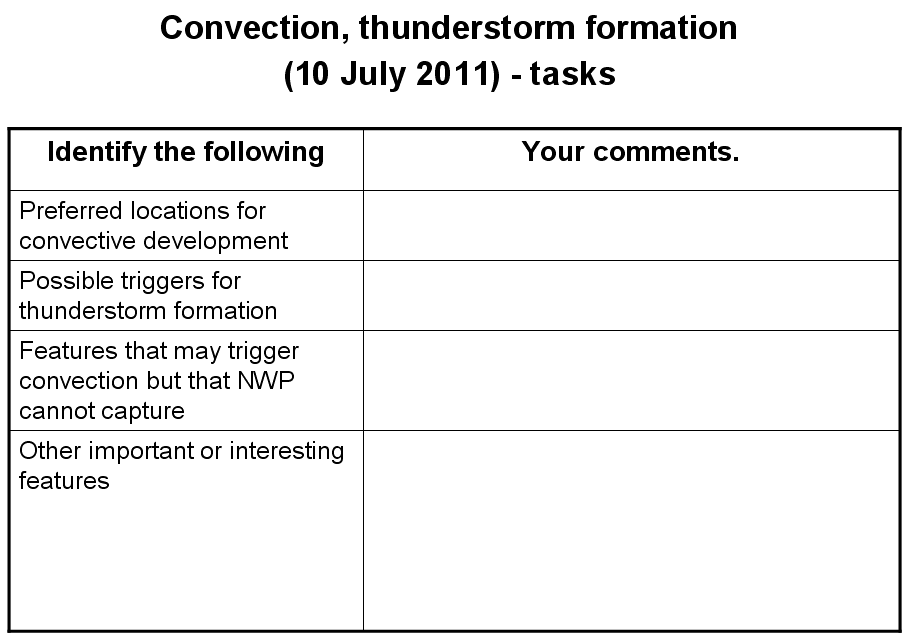 Convection, thunderstorm formation
(10 July 2011) - tasks
Identify the following
Your comments.
Preferred locations for
convective development
Possible triggers for
thunderstorm formation
Features that may trigger
convection but that NWP
cannot capture
Other important or interesting
features